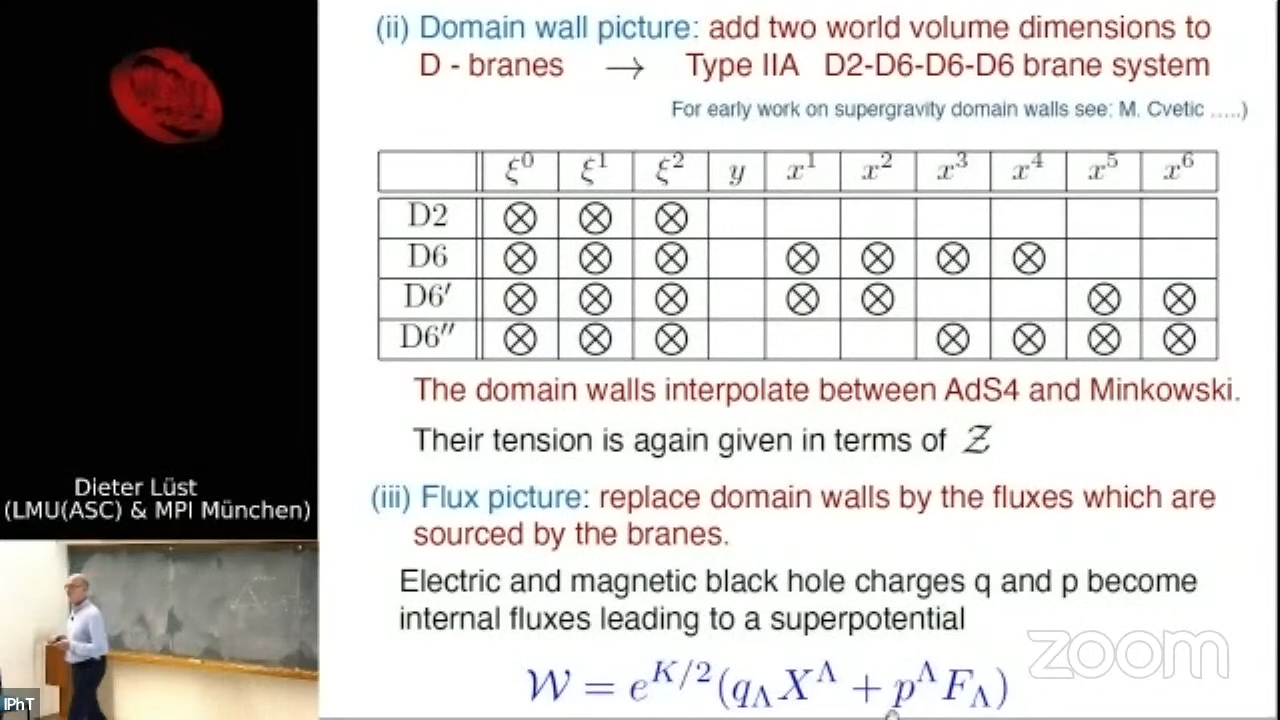 (ii) Domain wall picture: add two world volume dimensions to
D - branes → Type IIA D2-D6-D6-D6 brane system
For early work on supergravity domain walls see: M. Cvetic .....)
ξ⁰ ξ¹ ξ² y x¹ x² x³ x⁴ x⁵ x⁶
D2 ⊗ ⊗ ⊗
D6 ⊗ ⊗ ⊗ ⊗ ⊗ ⊗ ⊗
D6′ ⊗ ⊗ ⊗ ⊗ ⊗ ⊗ ⊗
D6″ ⊗ ⊗ ⊗ ⊗ ⊗ ⊗ ⊗
The domain walls interpolate between AdS4 and Minkowski.
Their tension is again given in terms of 𝒵
(iii) Flux picture: replace domain walls by the fluxes which are
sourced by the branes.
Electric and magnetic black hole charges q and p become
internal fluxes leading to a superpotential
𝒲 = e^{K/2}(q_Λ X^Λ + p^Λ F_Λ)
zoom
Dieter Lüst
(LMU(ASC) & MPI München)
IPhT